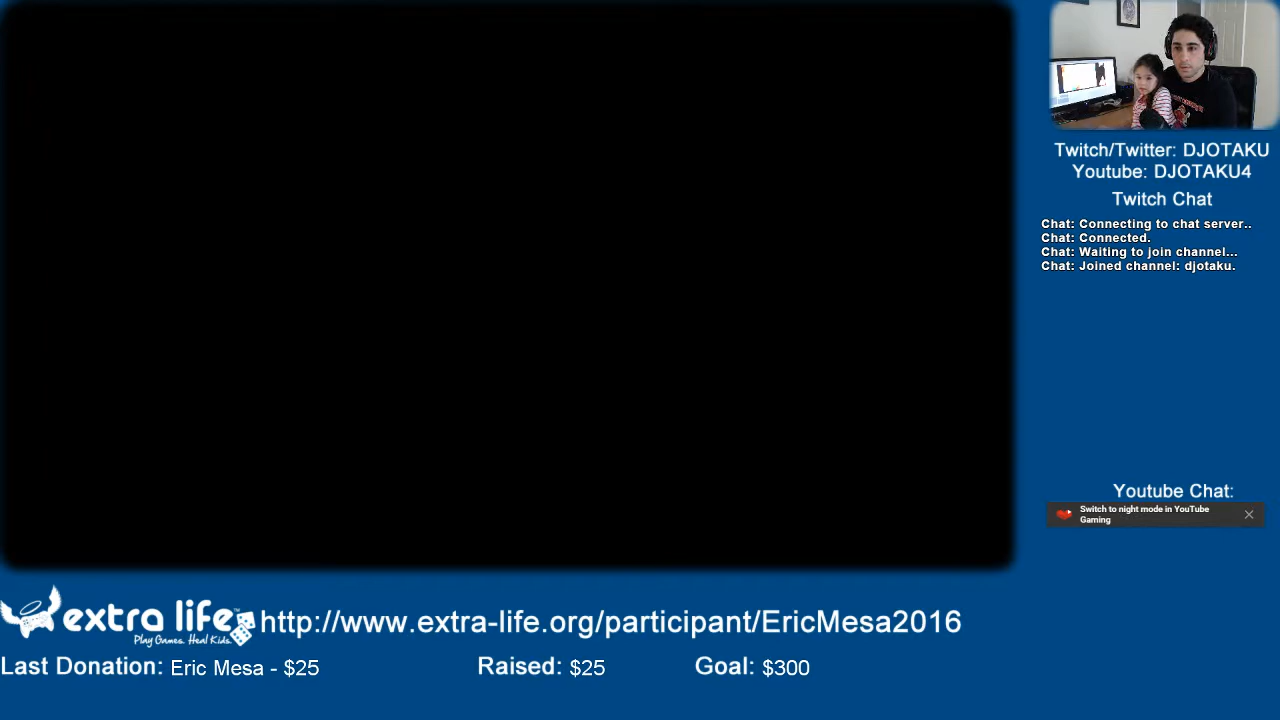 Twitch/Twitter: DJOTAKU
Youtube: DJOTAKU4
Twitch Chat
Chat: Connecting to chat server..
Chat: Connected.
Chat: Waiting to join channel...
Chat: Joined channel: djotaku.
Youtube Chat:
Switch to night mode in YouTube
Gaming
extra life
Play Games. Heal Kids.
http://www.extra-life.org/participant/EricMesa2016
Last Donation: Eric Mesa - $25
Raised: $25
Goal: $300